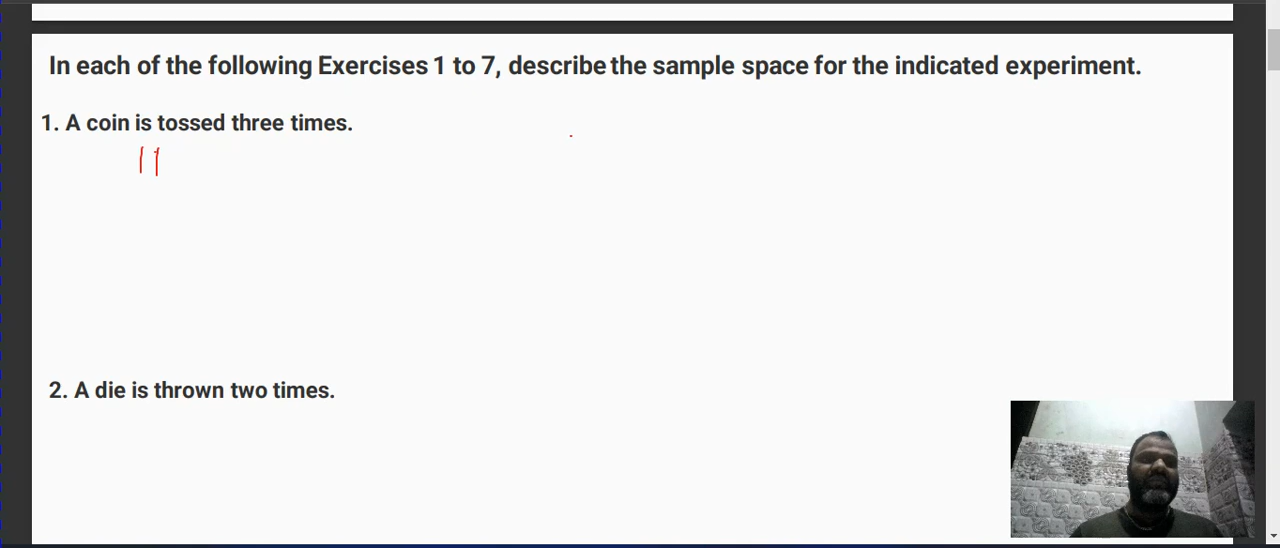 In each of the following Exercises 1 to 7, describe the sample space for the indicated experiment.
1. A coin is tossed three times.
2. A die is thrown two times.